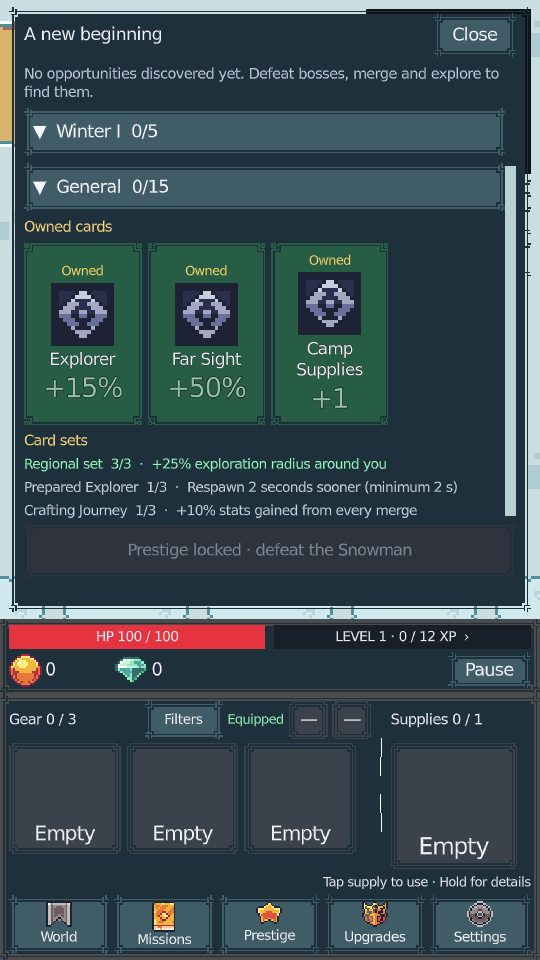 A new beginning
Close
No opportunities discovered yet. Defeat bosses, merge and explore to
find them.
▼ Winter I 0/5
▼ General 0/15
Owned cards
Owned
Explorer
+15%
Owned
Far Sight
+50%
Owned
Camp
Supplies
+1
Card sets
Regional set 3/3 · +25% exploration radius around you
Prepared Explorer 1/3 · Respawn 2 seconds sooner (minimum 2 s)
Crafting Journey 1/3 · +10% stats gained from every merge
Prestige locked · defeat the Snowman
HP 100 / 100
LEVEL 1 · 0 / 12 XP ›
0
0
Pause
Gear 0 / 3
Filters
Equipped
—
—
Supplies 0 / 1
Empty
Empty
Empty
Empty
Tap supply to use · Hold for details
World
Missions
Prestige
Upgrades
Settings